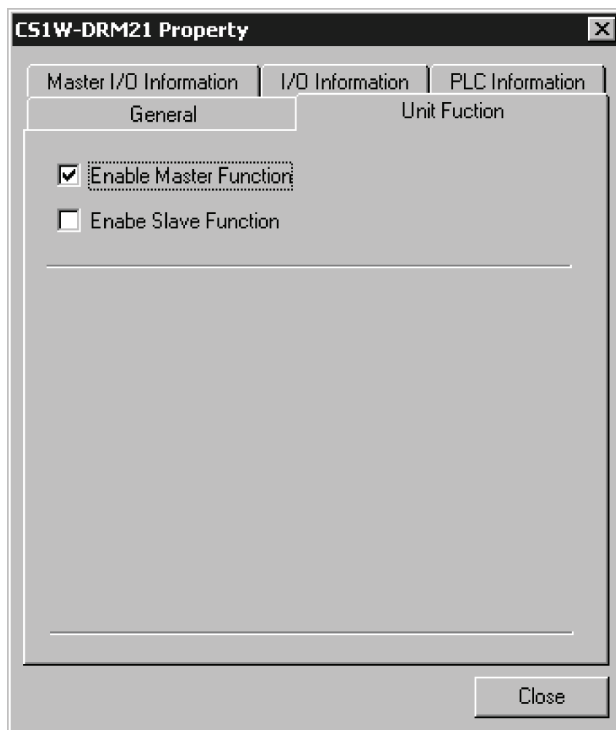 CS1W-DRM21 Property
Master I/O Information I/O Information PLC Information
General Unit Fuction
Enable Master Function
Enabe Slave Function
Close